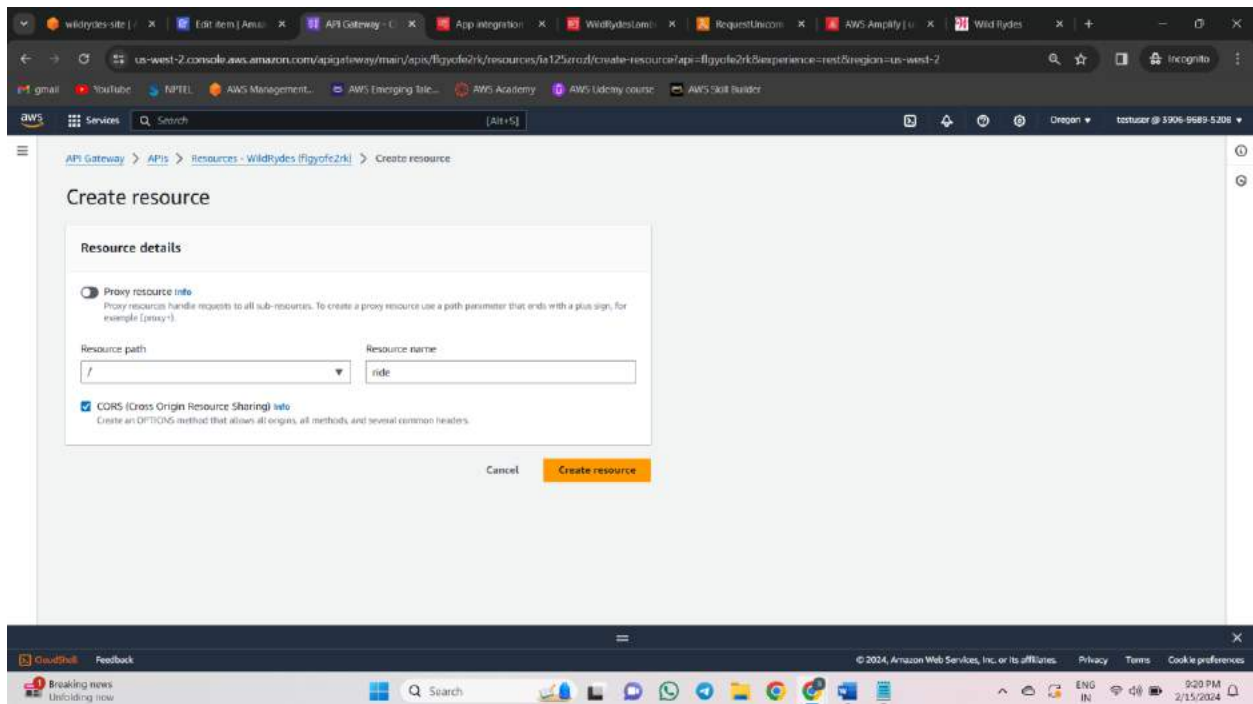 wildrydes-site | /
Edit item | Amaz
API Gateway - C
App integration
WildRydesLamb
RequestUnicorn
AWS Amplify | u
Wild Rydes
us-west-2.console.aws.amazon.com/apigateway/main/apis/flgyofe2rk/resources/ia125zrozl/create-resource?api=flgyofe2rk&experience=rest&region=us-west-2
Incognito
gmail
YouTube
NPTEL
AWS Management...
AWS Emerging Tale...
AWS Academy
AWS Udemy course
AWS Skill Builder
aws
Services
Search
[Alt+S]
Oregon
testuser @ 3906-9689-5208
API Gateway > APIs > Resources - WildRydes (flgyofe2rk) > Create resource
Create resource
Resource details
Proxy resource Info
Proxy resources handle requests to all sub-resources. To create a proxy resource use a path parameter that ends with a plus sign, for
example {proxy+}.
Resource path
Resource name
/
ride
CORS (Cross Origin Resource Sharing) Info
Create an OPTIONS method that allows all origins, all methods, and several common headers.
Cancel
Create resource
CloudShell
Feedback
© 2024, Amazon Web Services, Inc. or its affiliates.
Privacy
Terms
Cookie preferences
Breaking news
Unfolding now
Search
ENG
IN
9:20 PM
2/15/2024